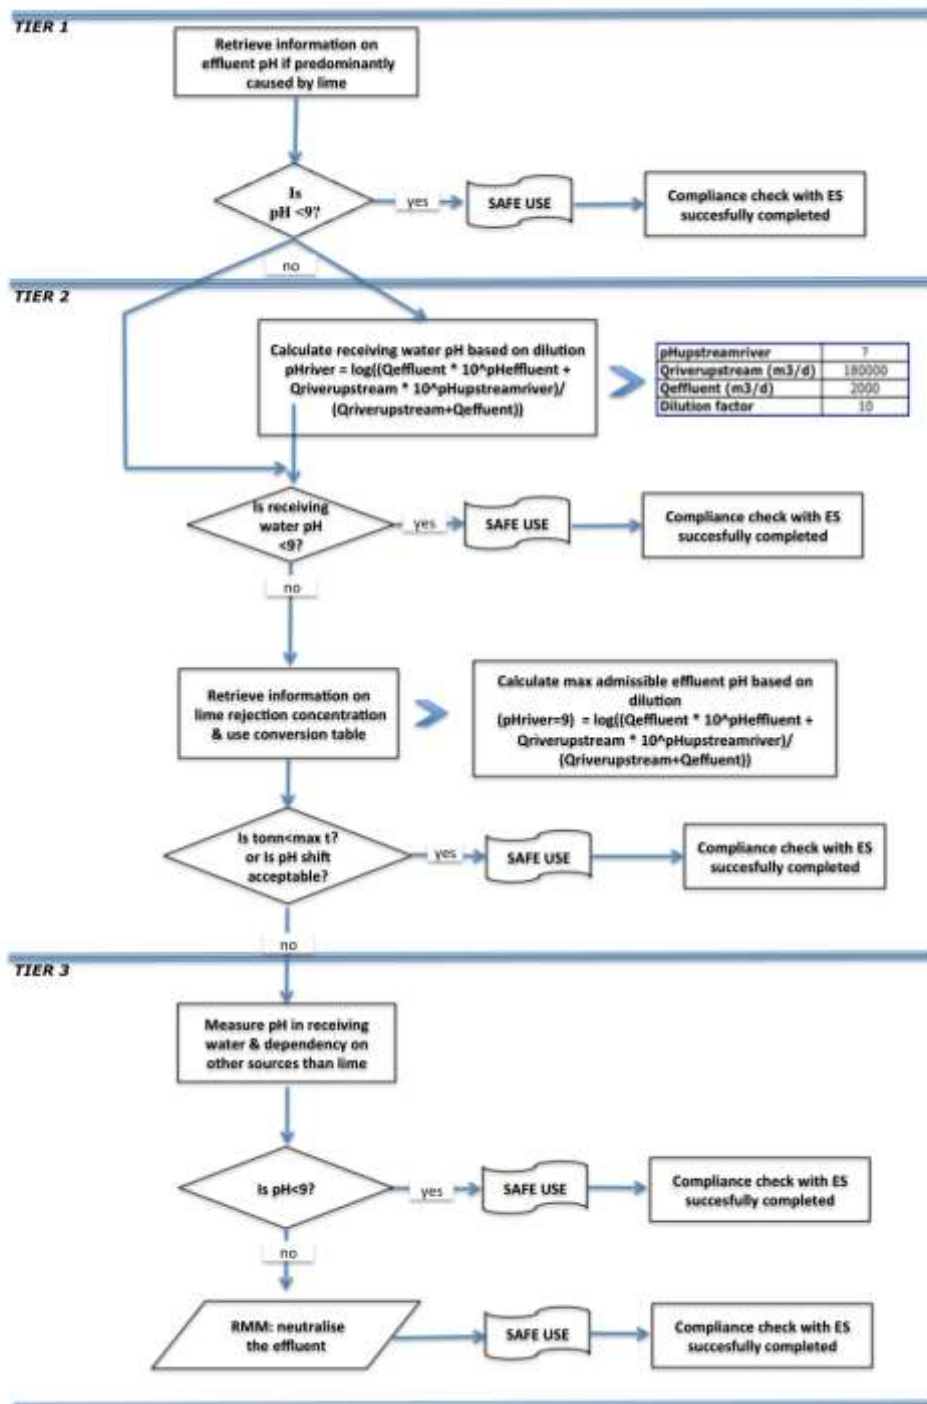 TIER 1
Retrieve information on
effluent pH if predominantly
caused by lime
Is
pH <9?
yes
SAFE USE
Compliance check with ES
succesfully completed
no
TIER 2
Calculate receiving water pH based on dilution
pHriver = log((Qeffluent * 10^pHeffluent +
Qriverupstream * 10^pHupstreamriver)/
(Qriverupstream+Qeffuent))
pHupstreamriver
Qriverupstream (m3/d) 180000
Qeffluent (m3/d) 2000
Dilution factor 10
Is receiving
water pH
<9?
yes
SAFE USE
Compliance check with ES
succesfully completed
no
Retrieve information on
lime rejection concentration
& use conversion table
Calculate max admissible effluent pH based on
dilution
(pHriver=9) = log((Qeffluent * 10^pHeffluent +
Qriverupstream * 10^pHupstreamriver)/
(Qriverupstream+Qeffuent))
Is tonn<max t?
or Is pH shift
acceptable?
yes
SAFE USE
Compliance check with ES
succesfully completed
no
TIER 3
Measure pH in receiving
water & dependency on
other sources than lime
Is pH<9?
yes
SAFE USE
Compliance check with ES
succesfully completed
no
RMM: neutralise
the effluent
SAFE USE
Compliance check with ES
succesfully completed